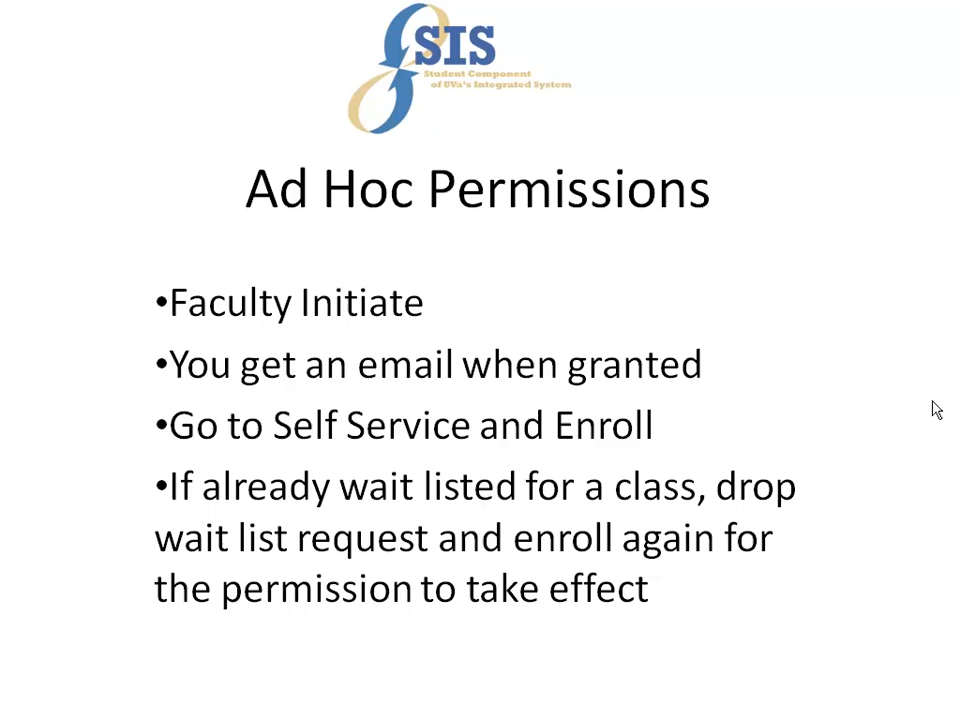 SIS
Student Component
of UVa's Integrated System
Ad Hoc Permissions
•Faculty Initiate
•You get an email when granted
•Go to Self Service and Enroll
•If already wait listed for a class, drop
wait list request and enroll again for
the permission to take effect